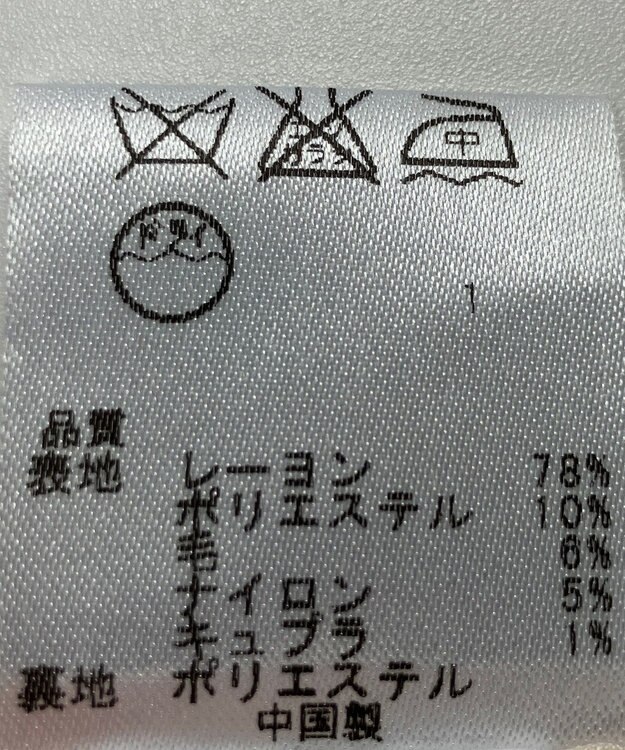 中
ドライ
1
品質
表地 レーヨン 78%
ポリエステル 10%
毛 6%
ナイロン 5%
キュプラ 1%
裏地 ポリエステル
中国製